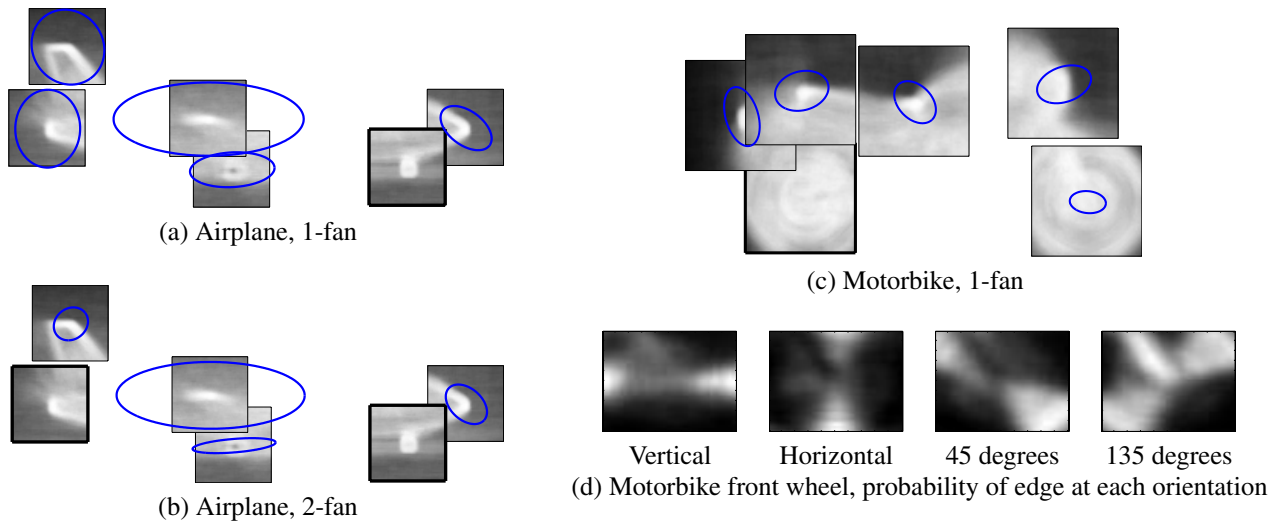 (a) Airplane, 1-fan
(b) Airplane, 2-fan
(c) Motorbike, 1-fan
Vertical Horizontal 45 degrees 135 degrees
(d) Motorbike front wheel, probability of edge at each orientation